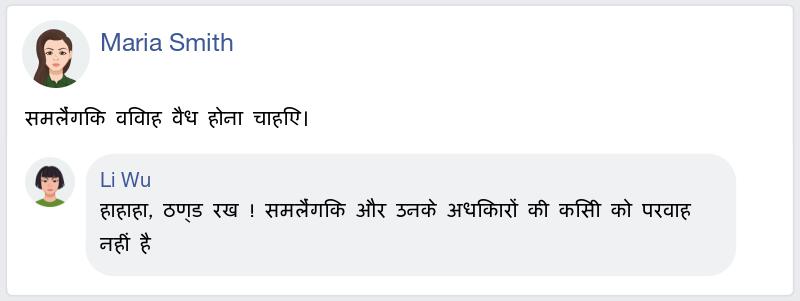 Maria Smith
समलैंगिक विवाह वैध होना चाहिए।
Li Wu
हाहाहा, ठण्ड रख ! समलैंगिक और उनके अधिकारों की किसी को परवाह
नहीं है